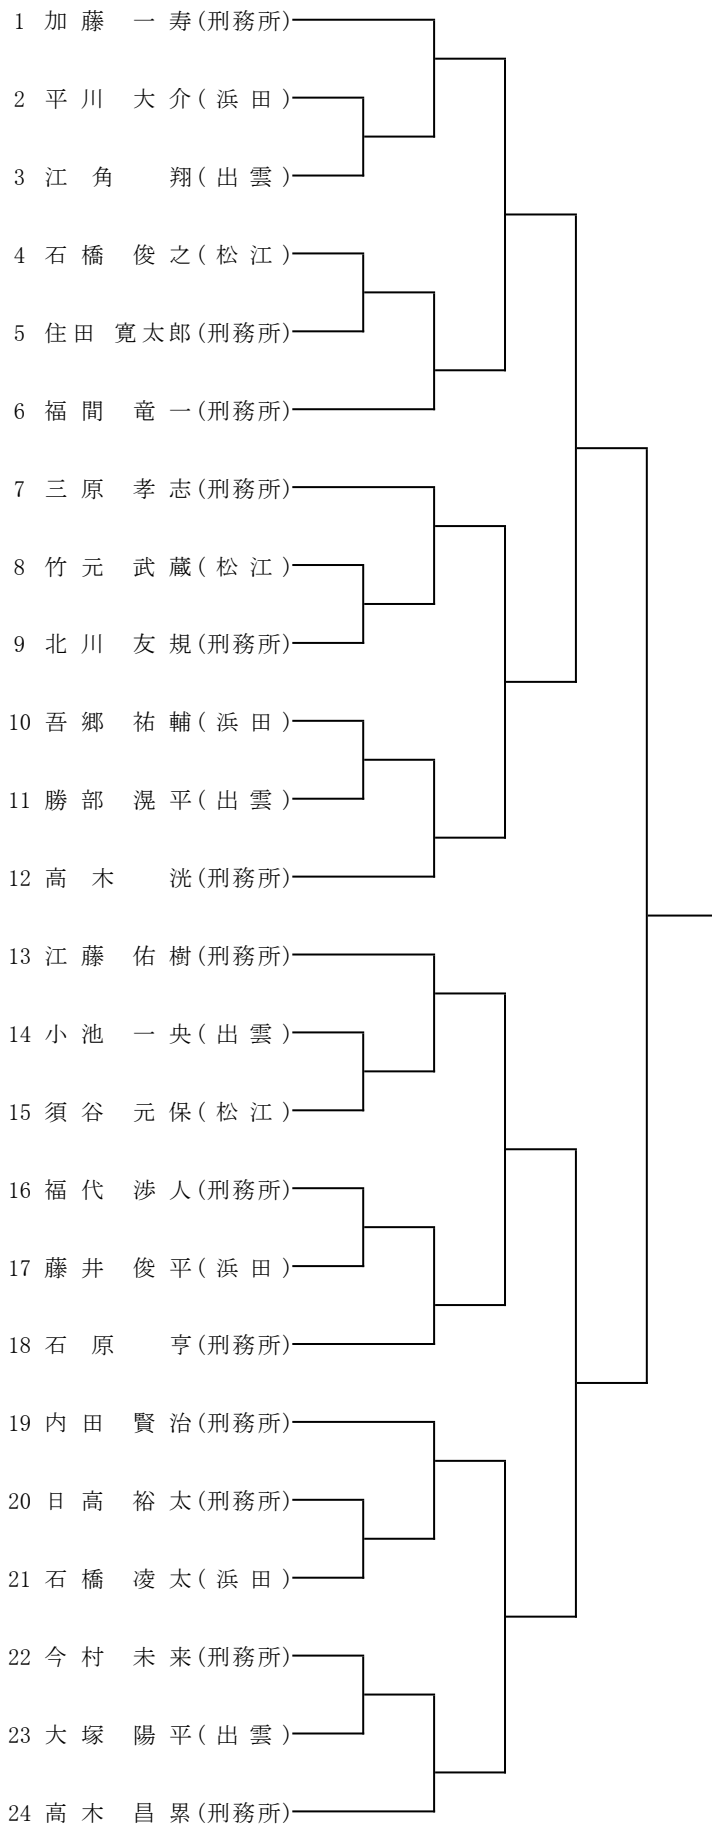 1 加藤 一寿(刑務所)
2 平川 大介(浜田)
3 江角 翔(出雲)
4 石橋 俊之(松江)
5 住田 寛太郎(刑務所)
6 福間 竜一(刑務所)
7 三原 孝志(刑務所)
8 竹元 武蔵(松江)
9 北川 友規(刑務所)
10 吾郷 祐輔(浜田)
11 勝部 滉平(出雲)
12 高木 洸(刑務所)
13 江藤 佑樹(刑務所)
14 小池 一央(出雲)
15 須谷 元保(松江)
16 福代 渉人(刑務所)
17 藤井 俊平(浜田)
18 石原 亨(刑務所)
19 内田 賢治(刑務所)
20 日高 裕太(刑務所)
21 石橋 凌太(浜田)
22 今村 未来(刑務所)
23 大塚 陽平(出雲)
24 高木 昌累(刑務所)